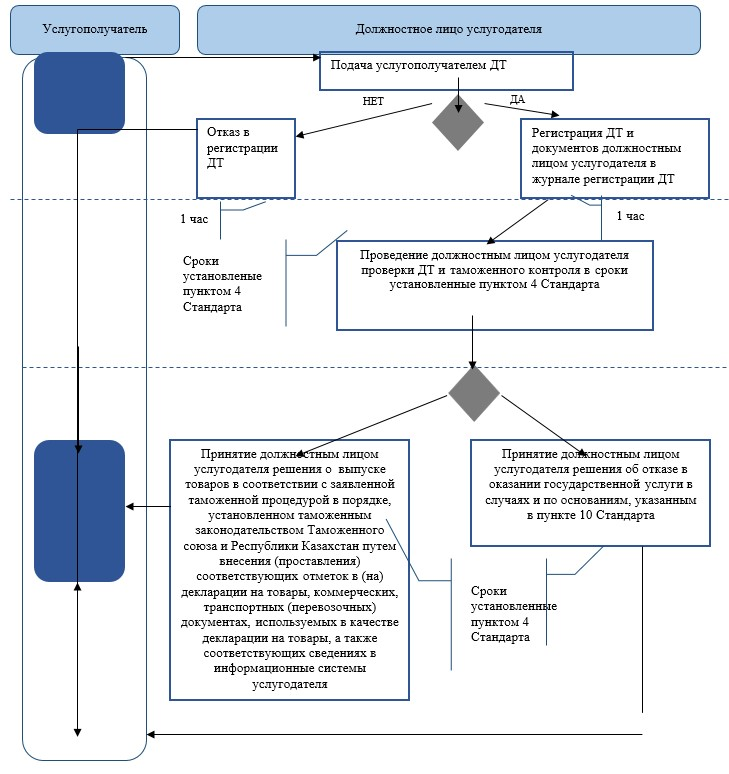 Услугополучатель
Должностное лицо услугодателя
Подача услугополучателем ДТ
НЕТ
ДА
Отказ в
регистрации
ДТ
Регистрация ДТ и
документов должностным
лицом услугодателя в
журнале регистрации ДТ
1 час
1 час
Сроки
установленые
пунктом 4
Стандарта
Проведение должностным лицом услугодателя
проверки ДТ и таможенного контроля в сроки
установленные пунктом 4 Стандарта
Принятие должностным лицом
услугодателя решения о выпуске
товаров в соответствии с заявленной
таможенной процедурой в порядке,
установленном таможенным
законодательством Таможенного
союза и Республики Казахстан путем
внесения (проставления)
соответствующих отметок в (на)
декларации на товары, коммерческих,
транспортных (перевозочных)
документах, используемых в качестве
декларации на товары, а также
соответствующих сведениях в
информационные системы
услугодателя
Принятие должностным лицом
услугодателя решения об отказе в
оказании государственной услуги в
случаях и по основаниям, указанным
в пункте 10 Стандарта
Сроки
установленные
пунктом 4
Стандарта